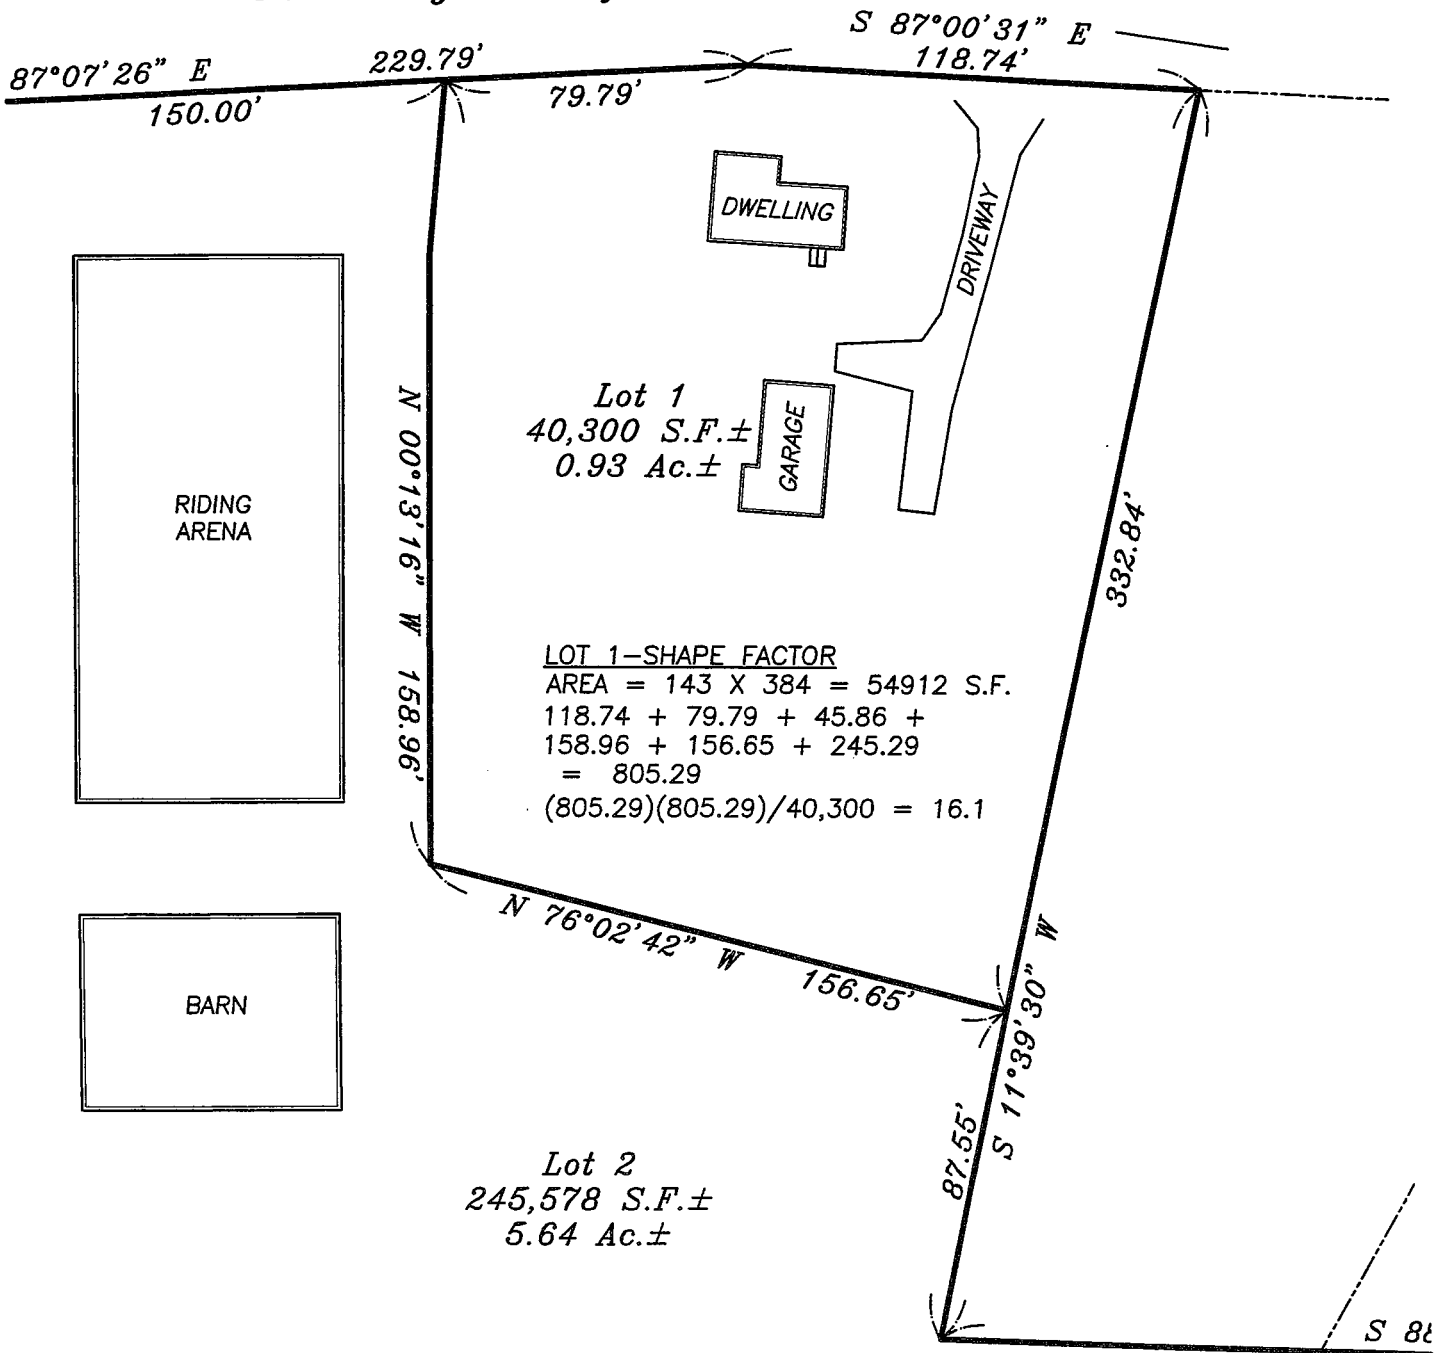 S 87°00'31" E
118.74'
87°07'26" E
229.79'
150.00'
79.79'
DWELLING
DRIVEWAY
Lot 1
40,300 S.F.±
0.93 Ac.±
GARAGE
N 00°13'16" W 158.96'
RIDING
ARENA
332.84'
LOT 1-SHAPE FACTOR
AREA = 143 X 384 = 54912 S.F.
118.74 + 79.79 + 45.86 +
158.96 + 156.65 + 245.29
= 805.29
(805.29)(805.29)/40,300 = 16.1
N 76°02'42" W 156.65'
S 11°39'30" W
87.55'
BARN
Lot 2
245,578 S.F.±
5.64 Ac.±
S 88